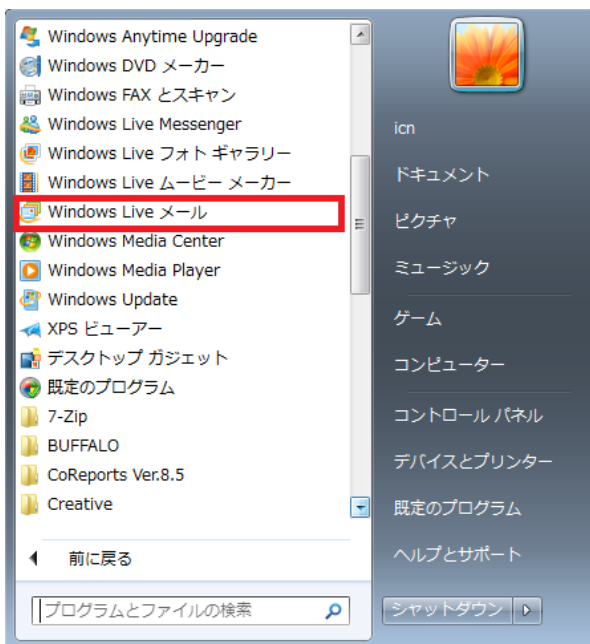 Windows Anytime Upgrade
Windows DVD メーカー
Windows FAX とスキャン
Windows Live Messenger
Windows Live フォト ギャラリー
Windows Live ムービー メーカー
Windows Live メール
Windows Media Center
Windows Media Player
Windows Update
XPS ビューアー
デスクトップ ガジェット
既定のプログラム
7-Zip
BUFFALO
CoReports Ver.8.5
Creative
前に戻る
プログラムとファイルの検索
icn
ドキュメント
ピクチャ
ミュージック
ゲーム
コンピューター
コントロール パネル
デバイスとプリンター
既定のプログラム
ヘルプとサポート
シャットダウン